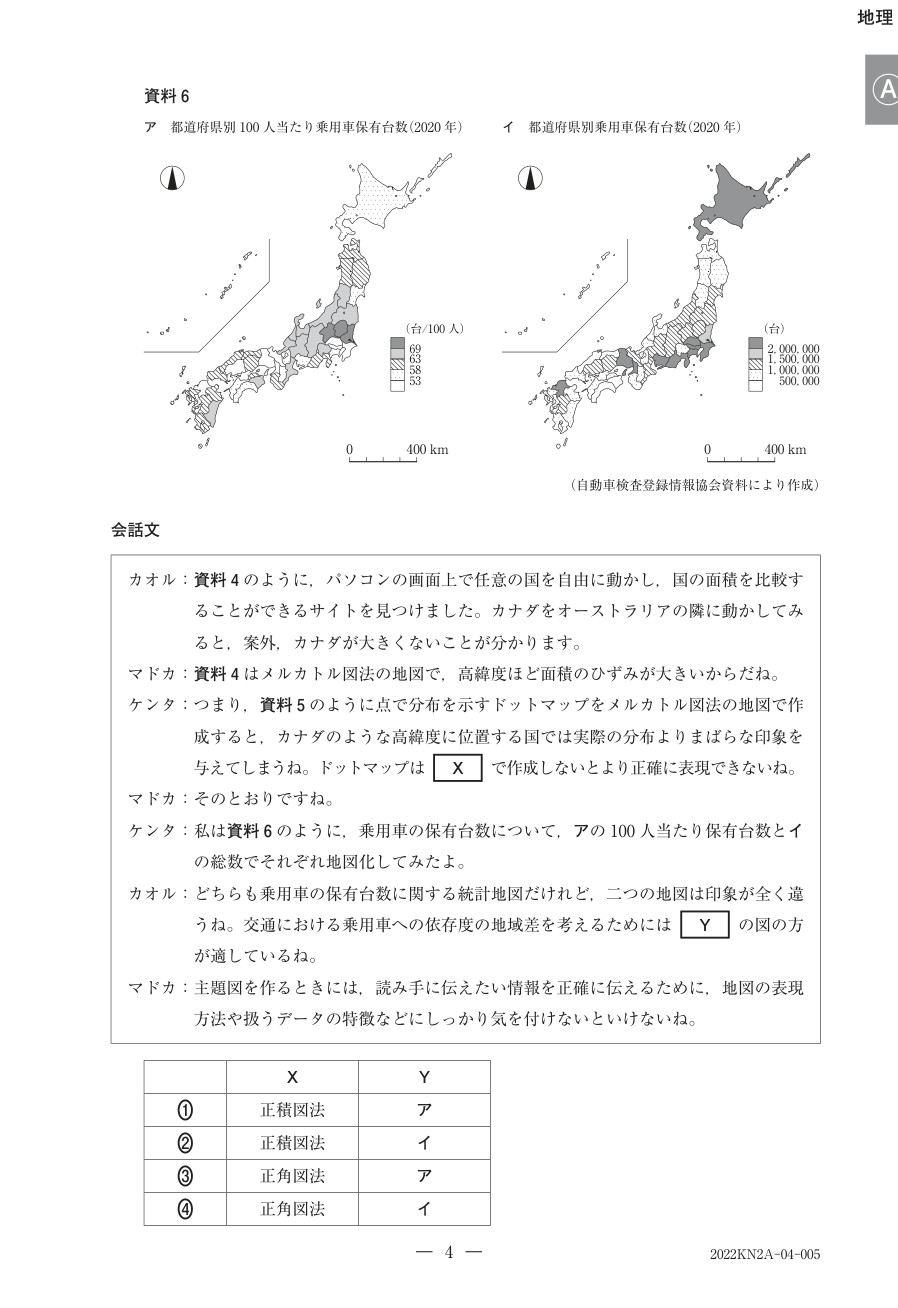 地理
Ⓐ
資料 6
ア 都道府県別 100 人当たり乗用車保有台数(2020 年)
イ 都道府県別乗用車保有台数(2020 年)
(台/100 人)
69
63
58
53
0 400 km
(台)
2,000,000
1,500,000
1,000,000
500,000
0 400 km
(自動車検査登録情報協会資料により作成)
会話文
カオル:資料 4 のように,パソコンの画面上で任意の国を自由に動かし,国の面積を比較す
ることができるサイトを見つけました。カナダをオーストラリアの隣に動かしてみ
ると,案外,カナダが大きくないことが分かります。
マドカ:資料 4 はメルカトル図法の地図で,高緯度ほど面積のひずみが大きいからだね。
ケンタ:つまり,資料 5 のように点で分布を示すドットマップをメルカトル図法の地図で作
成すると,カナダのような高緯度に位置する国では実際の分布よりまばらな印象を
与えてしまうね。ドットマップは X で作成しないとより正確に表現できないね。
マドカ:そのとおりですね。
ケンタ:私は資料 6 のように,乗用車の保有台数について,アの 100 人当たり保有台数とイ
の総数でそれぞれ地図化してみたよ。
カオル:どちらも乗用車の保有台数に関する統計地図だけれど,二つの地図は印象が全く違
うね。交通における乗用車への依存度の地域差を考えるためには Y の図の方
が適しているね。
マドカ:主題図を作るときには,読み手に伝えたい情報を正確に伝えるために,地図の表現
方法や扱うデータの特徴などにしっかり気を付けないといけないね。
X Y
① 正積図法 ア
② 正積図法 イ
③ 正角図法 ア
④ 正角図法 イ
― 4 ―
2022KN2A-04-005